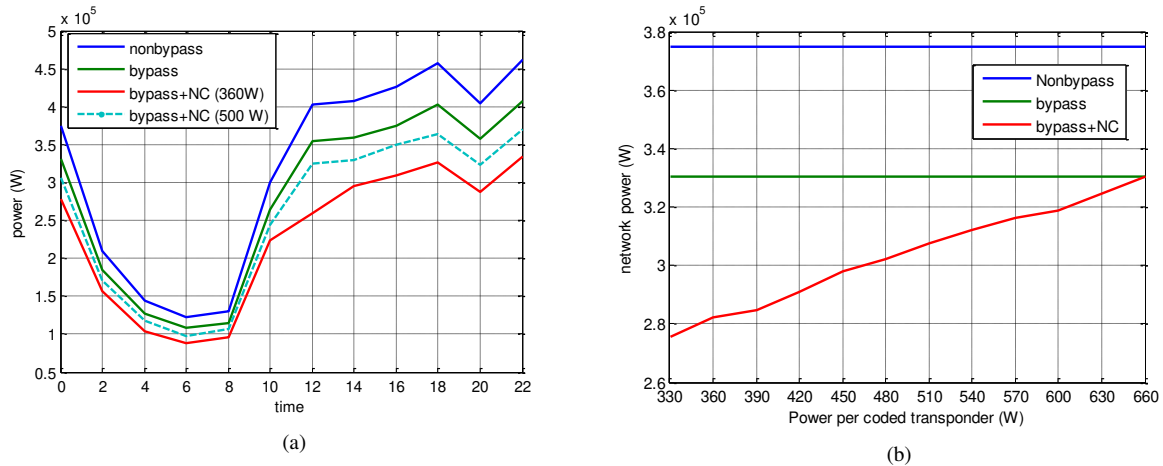 x 10^5
5
4.5
4
3.5
3
2.5
2
1.5
1
0.5
power (W)
nonbypass
bypass
bypass+NC (360W)
bypass+NC (500 W)
0 2 4 6 8 10 12 14 16 18 20 22
time
(a)
x 10^5
3.8
3.6
3.4
3.2
3
2.8
2.6
network power (W)
Nonbypass
bypass
bypass+NC
330 360 390 420 450 480 510 540 570 600 630 660
Power per coded transponder (W)
(b)